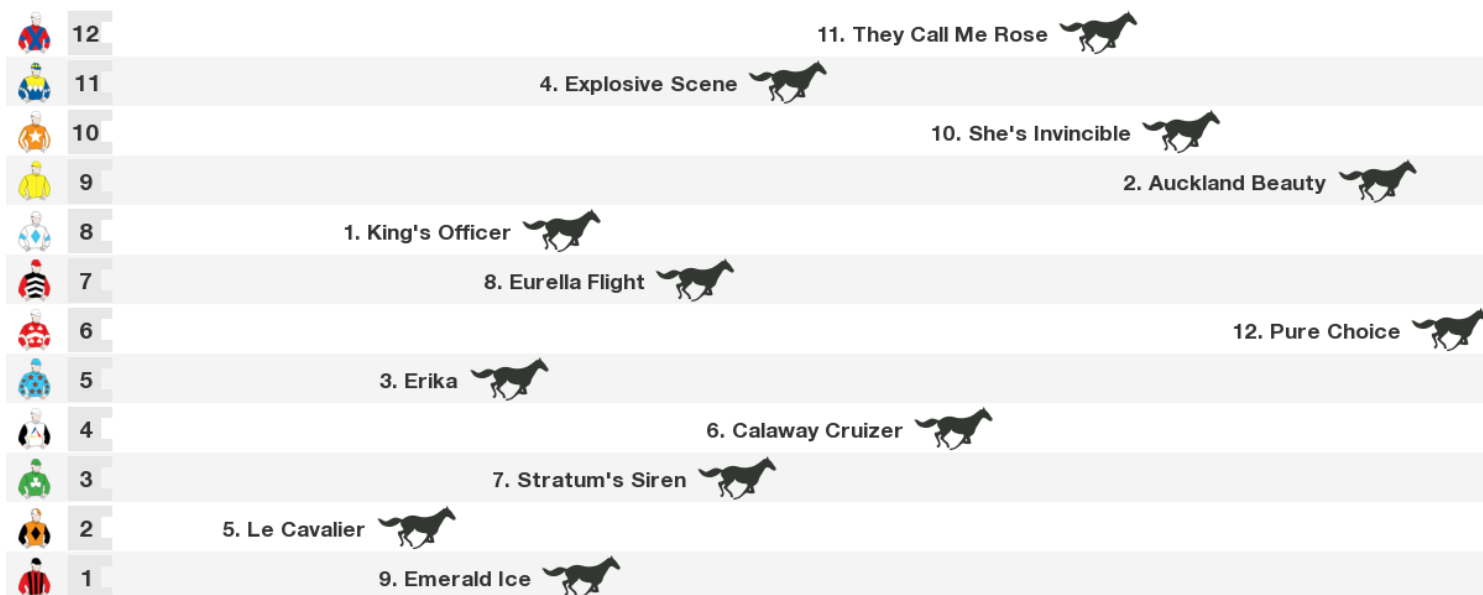 12 11. They Call Me Rose
11 4. Explosive Scene
10 10. She's Invincible
9 2. Auckland Beauty
8 1. King's Officer
7 8. Eurella Flight
6 12. Pure Choice
5 3. Erika
4 6. Calaway Cruizer
3 7. Stratum's Siren
2 5. Le Cavalier
1 9. Emerald Ice